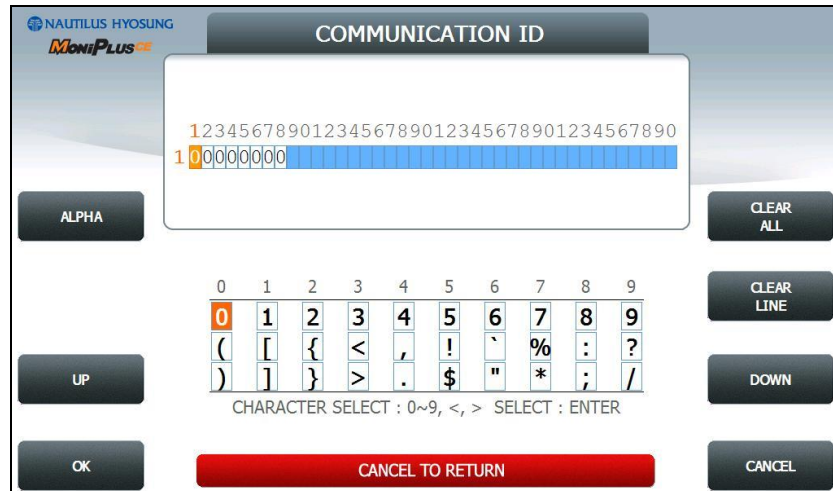 NAUTILUS HYOSUNG
MoniPlus CE
COMMUNICATION ID
1234567890123456789012345678901234567890
1 00000000
ALPHA
CLEAR
ALL
0 1 2 3 4 5 6 7 8 9
0 1 2 3 4 5 6 7 8 9
( [ { < , ! ` % : ?
) ] } > . $ " * ; /
CLEAR
LINE
UP
DOWN
CHARACTER SELECT : 0~9, <, > SELECT : ENTER
OK
CANCEL TO RETURN
CANCEL